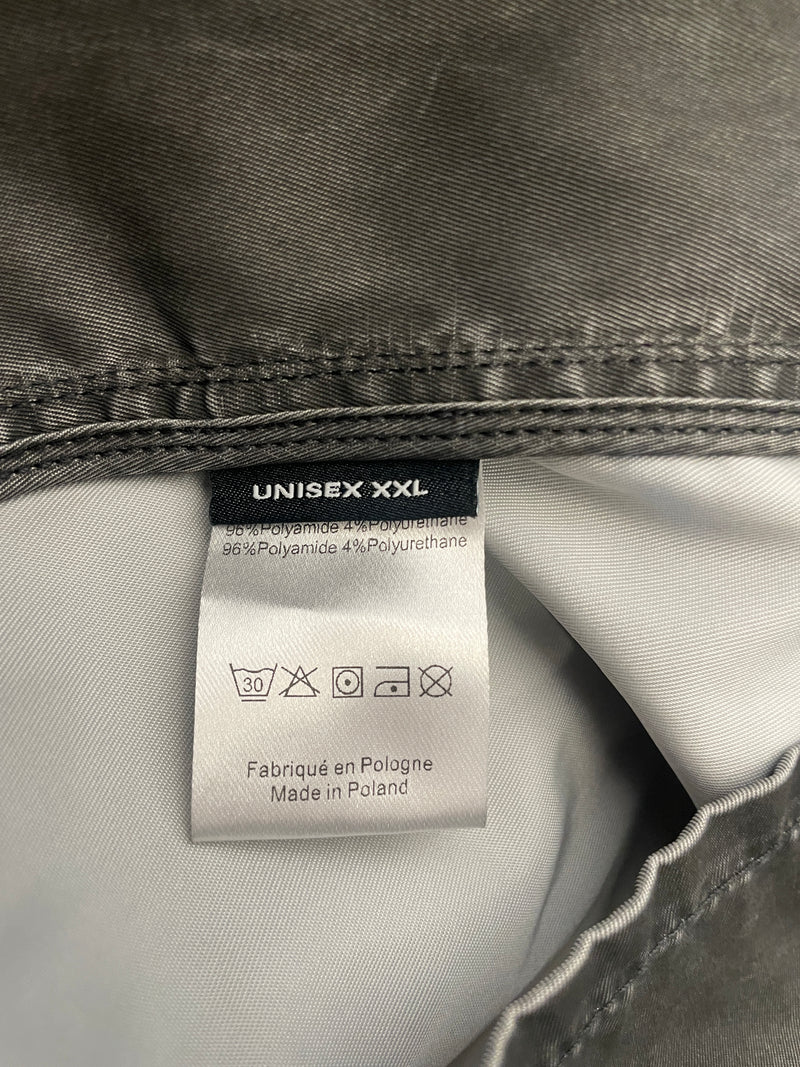 UNISEX XXL
96%Polyamide 4%Polyurethane
96%Polyamide 4%Polyurethane
30
Fabriqué en Pologne
Made in Poland